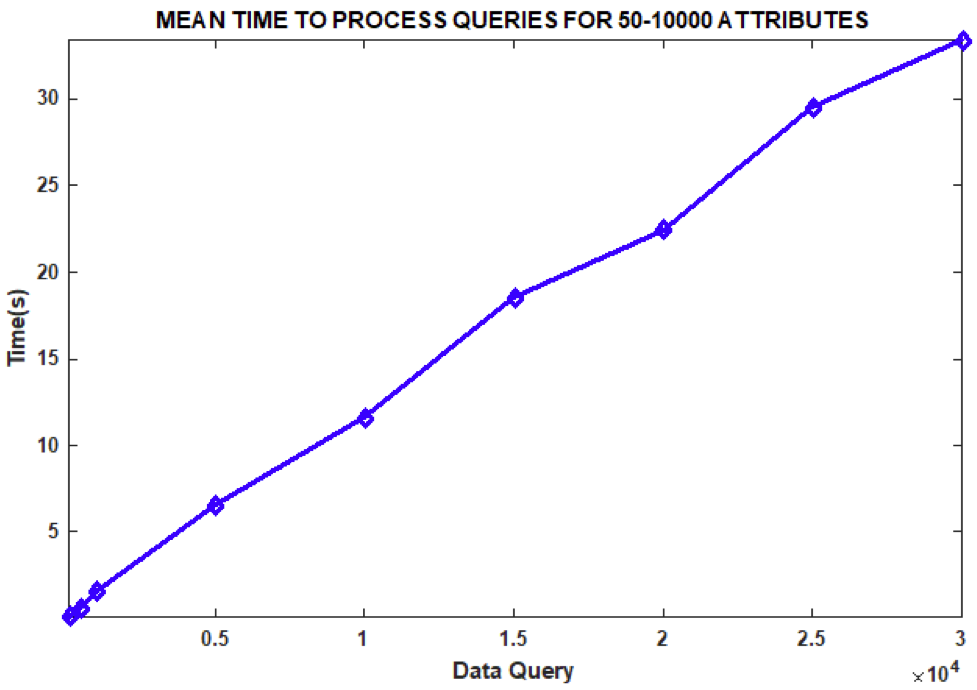 MEAN TIME TO PROCESS QUERIES FOR 50-10000 ATTRIBUTES
30
25
20
15
10
5
Time(s)
0.5 1 1.5 2 2.5 3
Data Query
×10⁴